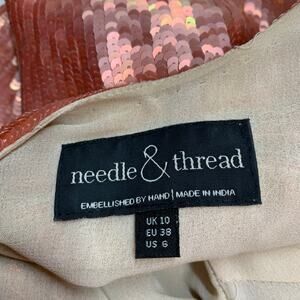 needle & thread
EMBELLISHED BY HAND | MADE IN INDIA
UK 10
EU 38
US 6